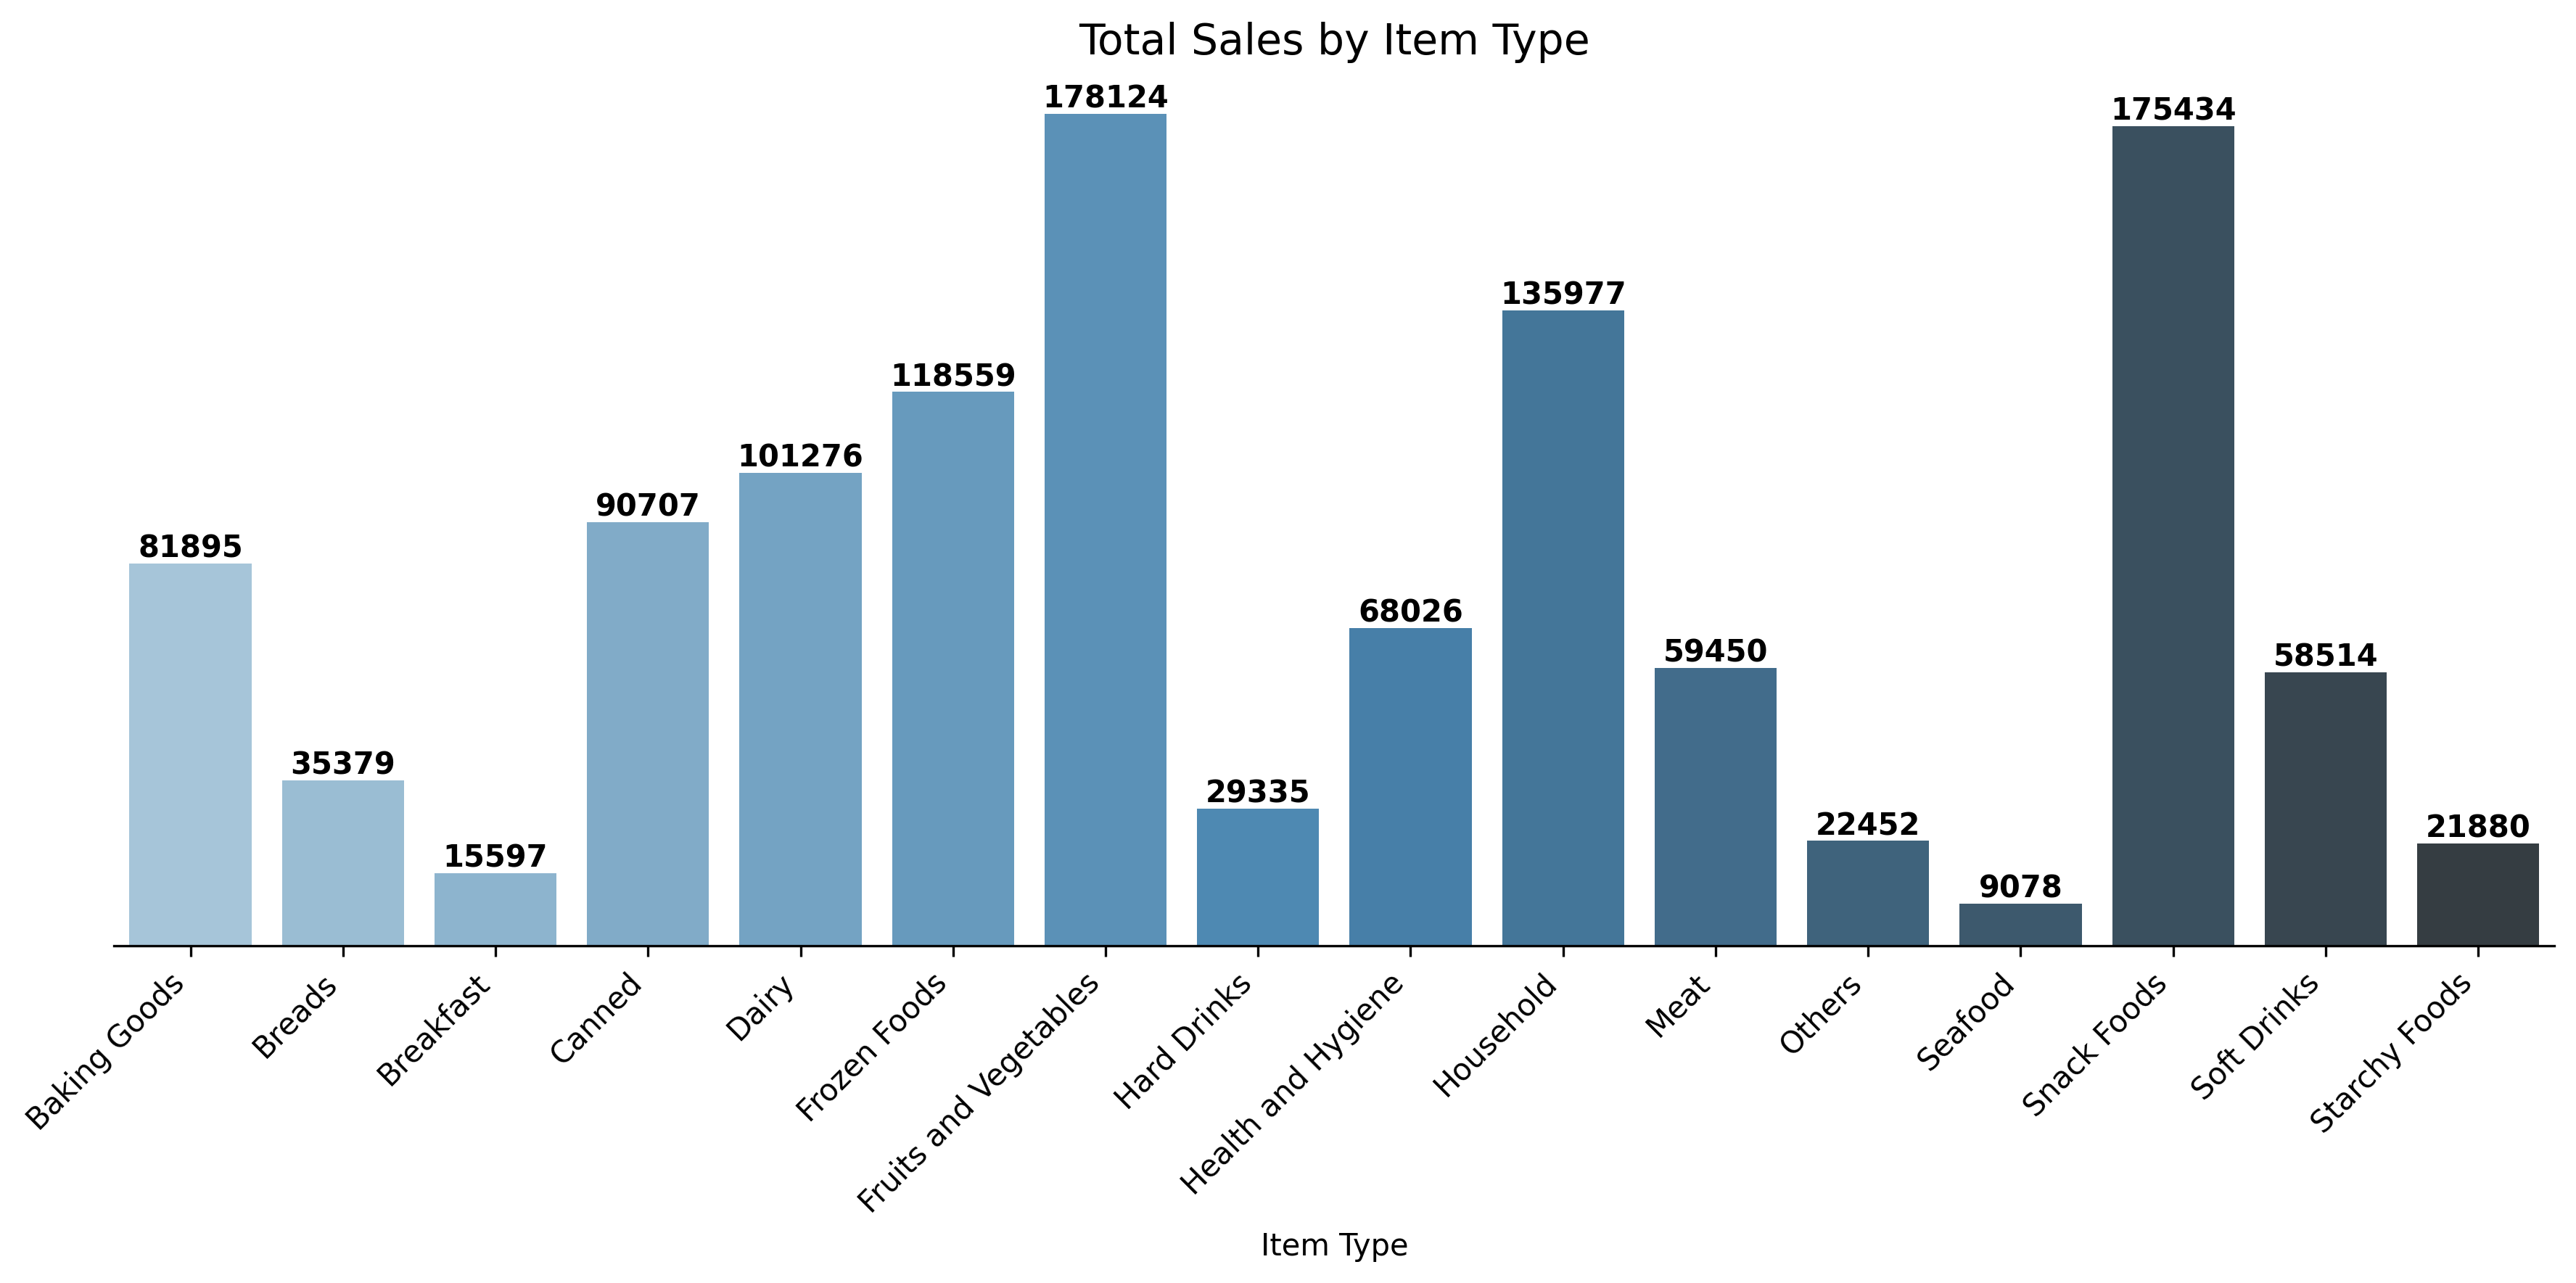 Total Sales by Item Type
81895
35379
15597
90707
101276
118559
178124
29335
68026
135977
59450
22452
9078
175434
58514
21880
Baking Goods
Breads
Breakfast
Canned
Dairy
Frozen Foods
Fruits and Vegetables
Hard Drinks
Health and Hygiene
Household
Meat
Others
Seafood
Snack Foods
Soft Drinks
Starchy Foods
Item Type